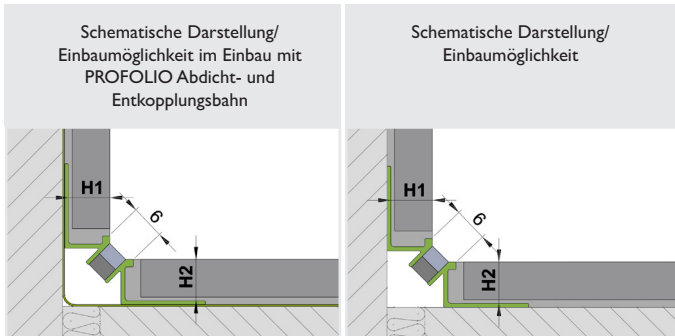 Schematische Darstellung/
Einbaumöglichkeit im Einbau mit
PROFOLIO Abdicht- und
Entkopplungsbahn
H1
6
H2
Schematische Darstellung/
Einbaumöglichkeit
H1
6
H2